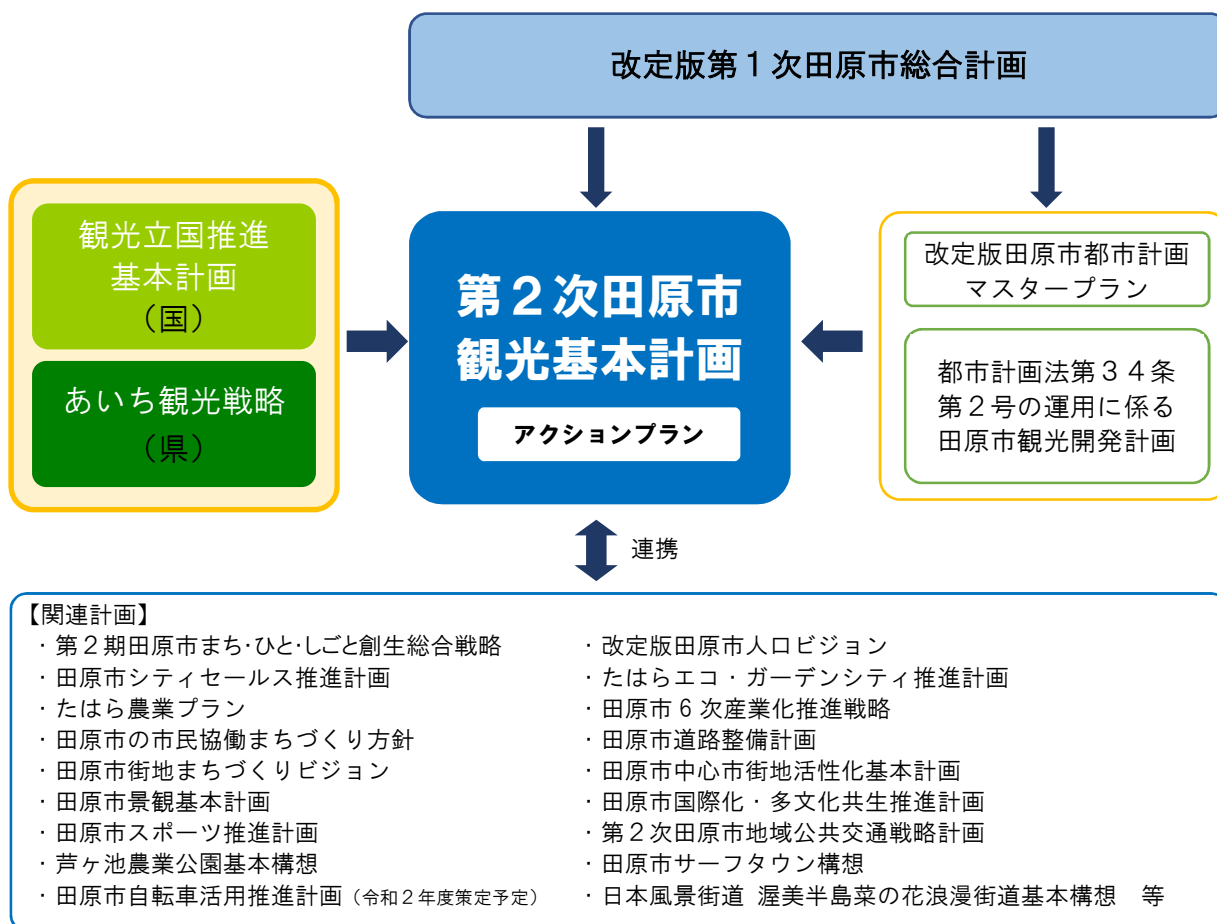 改定版第１次田原市総合計画
観光立国推進
基本計画
（国）
あいち観光戦略
（県）
第２次田原市
観光基本計画
アクションプラン
改定版田原市都市計画
マスタープラン
都市計画法第３４条
第２号の運用に係る
田原市観光開発計画
連携
【関連計画】
・第２期田原市まち・ひと・しごと創生総合戦略
・田原市シティセールス推進計画
・たはら農業プラン
・田原市の市民協働まちづくり方針
・田原市街地まちづくりビジョン
・田原市景観基本計画
・田原市スポーツ推進計画
・芦ヶ池農業公園基本構想
・田原市自転車活用推進計画（令和２年度策定予定）
・改定版田原市人口ビジョン
・たはらエコ・ガーデンシティ推進計画
・田原市６次産業化推進戦略
・田原市道路整備計画
・田原市中心市街地活性化基本計画
・田原市国際化・多文化共生推進計画
・第２次田原市地域公共交通戦略計画
・田原市サーフタウン構想
・日本風景街道 渥美半島菜の花浪漫街道基本構想　等